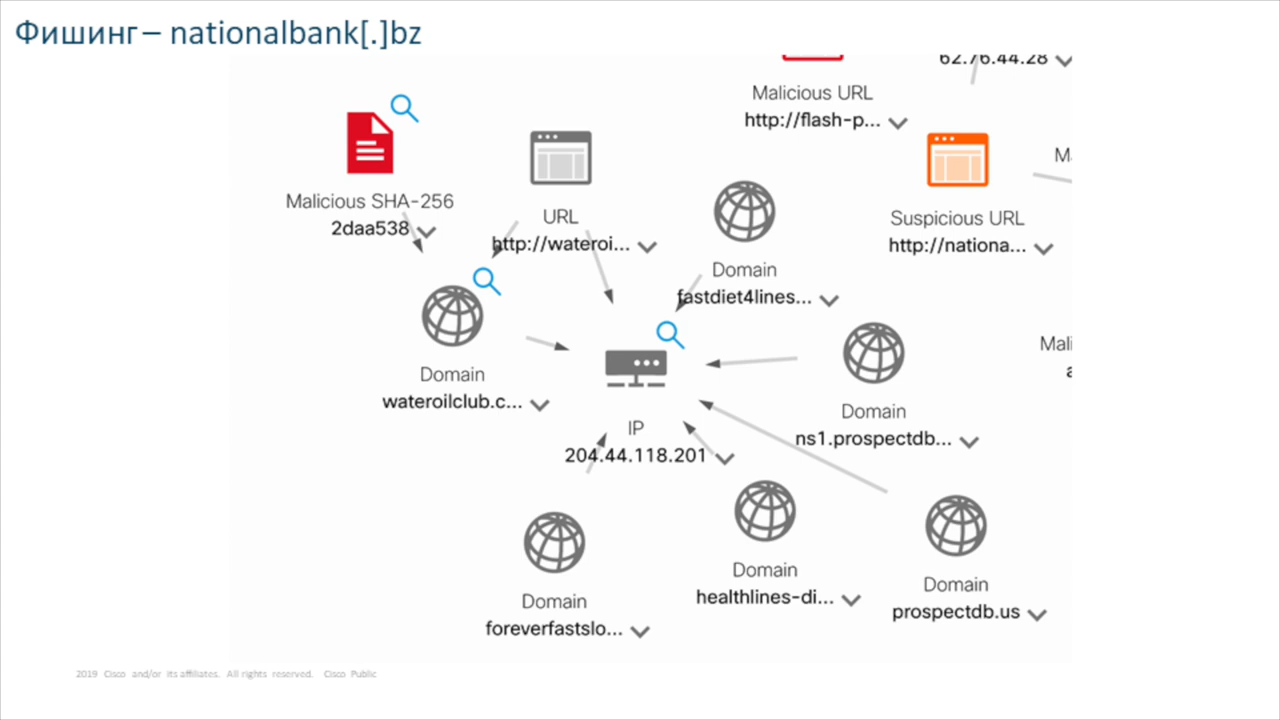 Фишинг – nationalbank[.]bz
62.76.44.28
Malicious URL
http://flash-p...
Malicious SHA-256
2daa538
URL
http://wateroi...
Suspicious URL
http://nationa...
Domain
fastdiet4lines...
Domain
wateroilclub.c...
Domain
ns1.prospectdb...
IP
204.44.118.201
Domain
foreverfastslo...
Domain
healthlines-di...
Domain
prospectdb.us
2019 Cisco and/or its affiliates. All rights reserved. Cisco Public